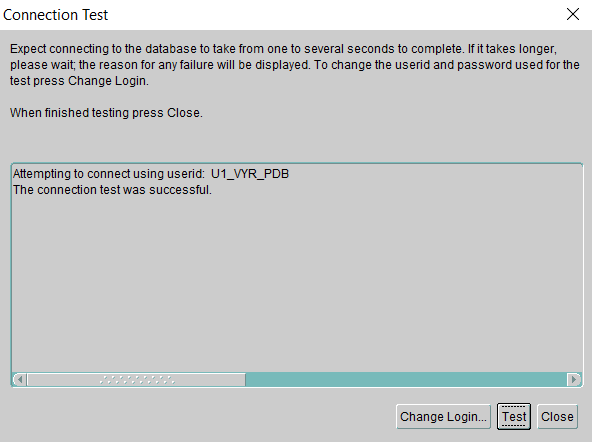 Connection Test
Expect connecting to the database to take from one to several seconds to complete. If it takes longer,
please wait; the reason for any failure will be displayed. To change the userid and password used for the
test press Change Login.
When finished testing press Close.
Attempting to connect using userid:  U1_VYR_PDB
The connection test was successful.
Change Login... Test Close